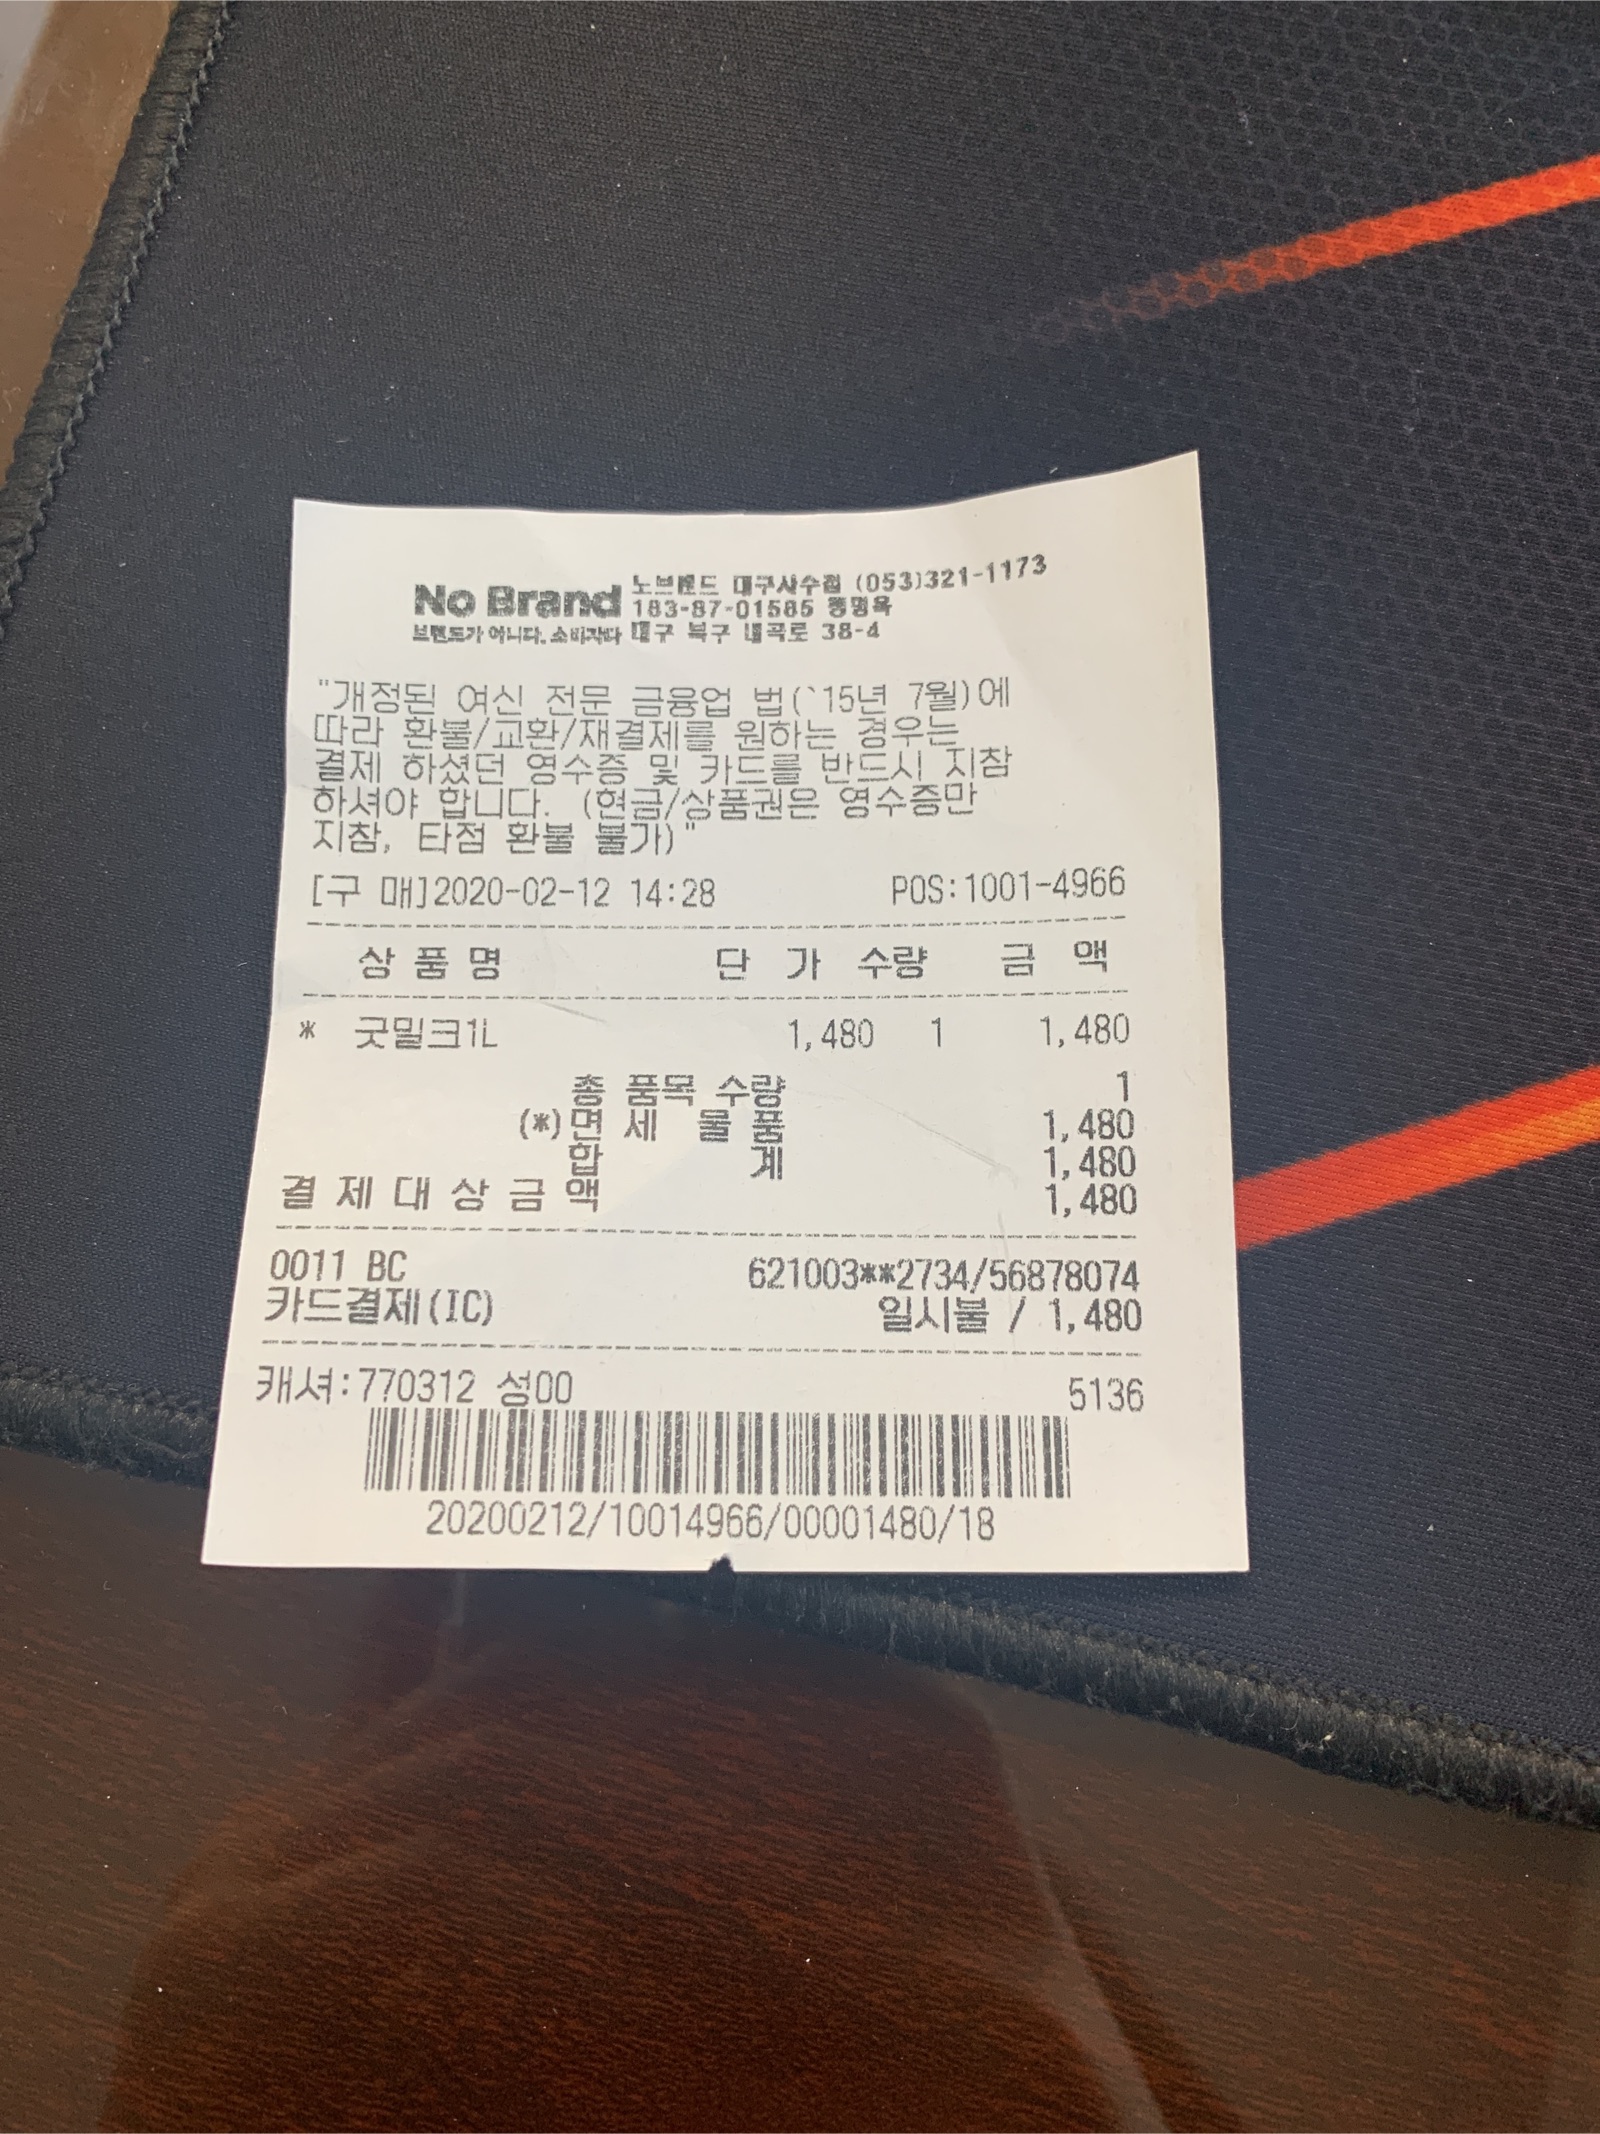 No Brand 노브랜드 대구사수점 (053)321-1173
183-87-01585
브랜드가 아니다. 소비자다 대구 북구 내곡로 38-4
"개정된 여신 전문 금융업 법(`15년 7월)에
따라 환불/교환/재결제를 원하는 경우는
결제 하셨던 영수증 및 카드를 반드시 지참
하셔야 합니다. (현금/상품권은 영수증만
지참, 타점 환불 불가)"
[구 매]2020-02-12 14:28 POS:1001-4966
상 품 명 단 가 수량 금 액
* 굿밀크1L 1,480 1 1,480
총 품목 수량 1
(*)면 세 물 품 1,480
합 계 1,480
결 제 대 상 금 액 1,480
0011 BC 621003**2734/56878074
카드결제(IC) 일시불 / 1,480
캐셔:770312 성00 5136
20200212/10014966/00001480/18